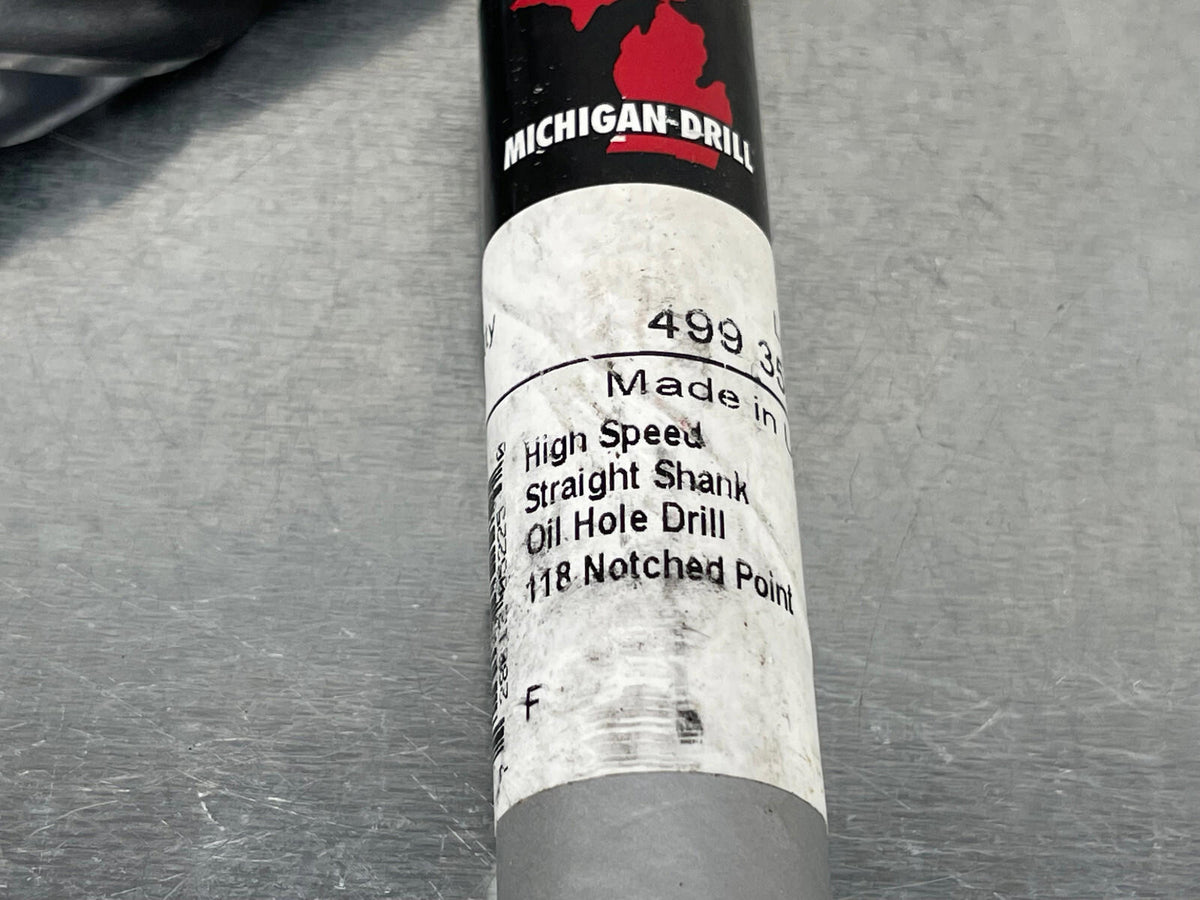 MICHIGAN-DRILL
499 35
Made in
High Speed
Straight Shank
Oil Hole Drill
118 Notched Point
F